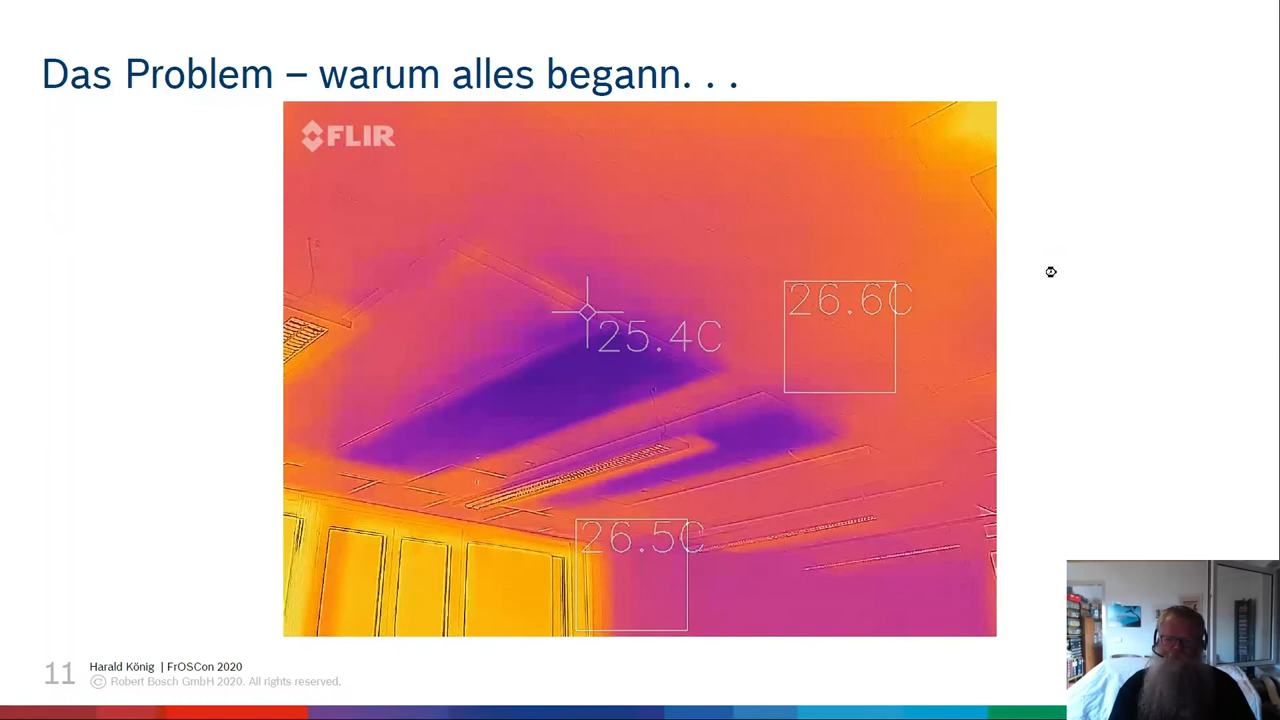 Das Problem – warum alles begann. . .
FLIR
26.6C
25.4C
26.5C
11
Harald König | FrOSCon 2020
© Robert Bosch GmbH 2020. All rights reserved.